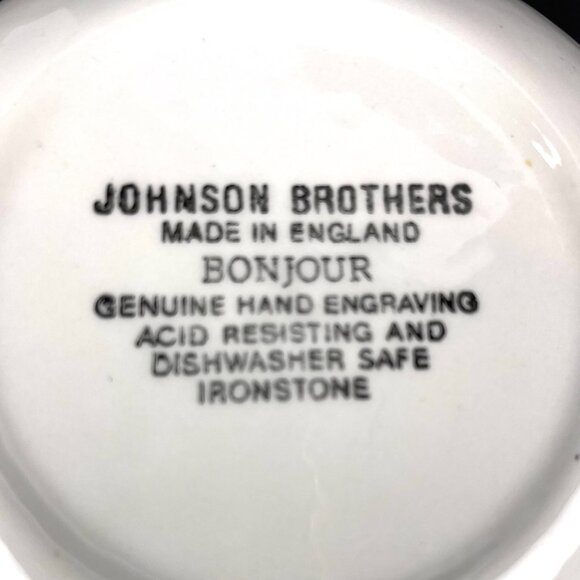 JOHNSON BROTHERS
MADE IN ENGLAND
BONJOUR
GENUINE HAND ENGRAVING
ACID RESISTING AND
DISHWASHER SAFE
IRONSTONE